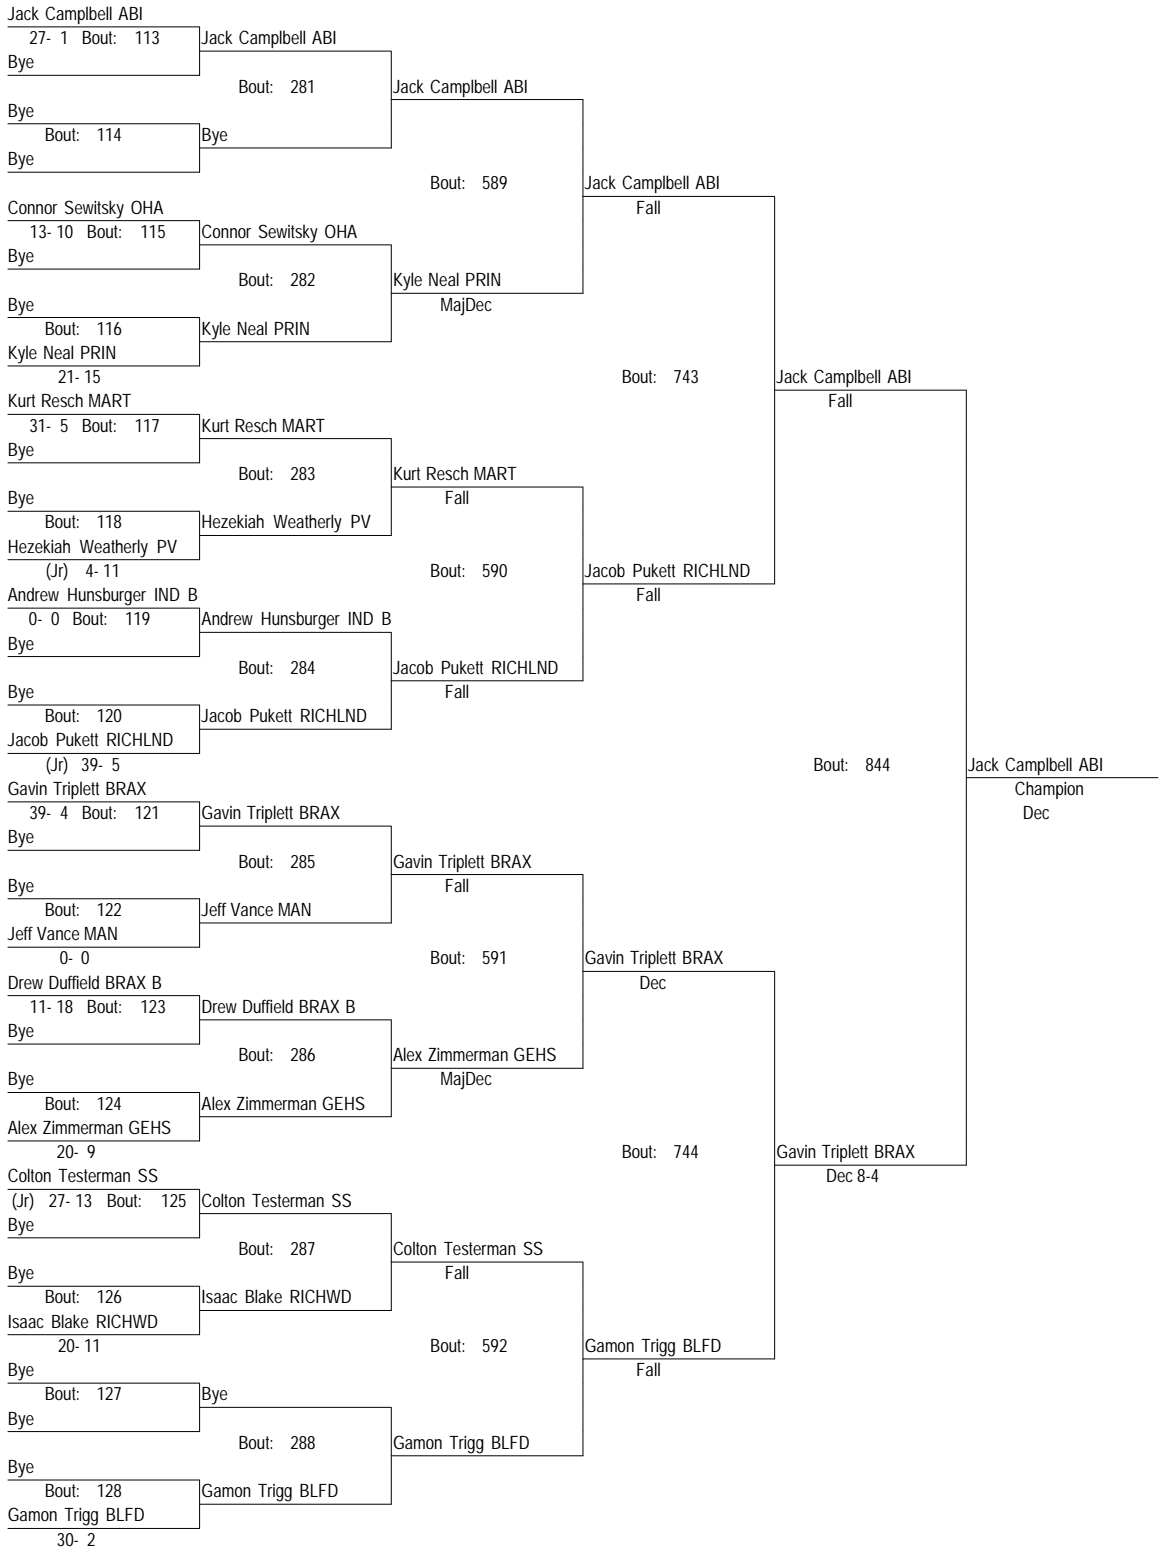 Jack Camplbell ABI
27- 1 Bout: 113 Jack Camplbell ABI
Bye
Bout: 281 Jack Camplbell ABI
Bye
Bout: 114 Bye
Bye
Bout: 589 Jack Camplbell ABI
Connor Sewitsky OHA Fall
13- 10 Bout: 115 Connor Sewitsky OHA
Bye
Bout: 282 Kyle Neal PRIN
Bye MajDec
Bout: 116 Kyle Neal PRIN
Kyle Neal PRIN
21- 15 Bout: 743 Jack Camplbell ABI
Kurt Resch MART Fall
31- 5 Bout: 117 Kurt Resch MART
Bye
Bout: 283 Kurt Resch MART
Bye Fall
Bout: 118 Hezekiah Weatherly PV
Hezekiah Weatherly PV
(Jr) 4- 11 Bout: 590 Jacob Pukett RICHLND
Andrew Hunsburger IND B Fall
0- 0 Bout: 119 Andrew Hunsburger IND B
Bye
Bout: 284 Jacob Pukett RICHLND
Bye Fall
Bout: 120 Jacob Pukett RICHLND
Jacob Pukett RICHLND
(Jr) 39- 5 Bout: 844 Jack Camplbell ABI
Gavin Triplett BRAX Champion
39- 4 Bout: 121 Gavin Triplett BRAX Dec
Bye
Bout: 285 Gavin Triplett BRAX
Bye Fall
Bout: 122 Jeff Vance MAN
Jeff Vance MAN
0- 0 Bout: 591 Gavin Triplett BRAX
Drew Duffield BRAX B Dec
11- 18 Bout: 123 Drew Duffield BRAX B
Bye
Bout: 286 Alex Zimmerman GEHS
Bye MajDec
Bout: 124 Alex Zimmerman GEHS
Alex Zimmerman GEHS
20- 9 Bout: 744 Gavin Triplett BRAX
Colton Testerman SS Dec 8-4
(Jr) 27- 13 Bout: 125 Colton Testerman SS
Bye
Bout: 287 Colton Testerman SS
Bye Fall
Bout: 126 Isaac Blake RICHWD
Isaac Blake RICHWD
20- 11 Bout: 592 Gamon Trigg BLFD
Bye Fall
Bout: 127 Bye
Bye
Bout: 288 Gamon Trigg BLFD
Bye
Bout: 128 Gamon Trigg BLFD
Gamon Trigg BLFD
30- 2